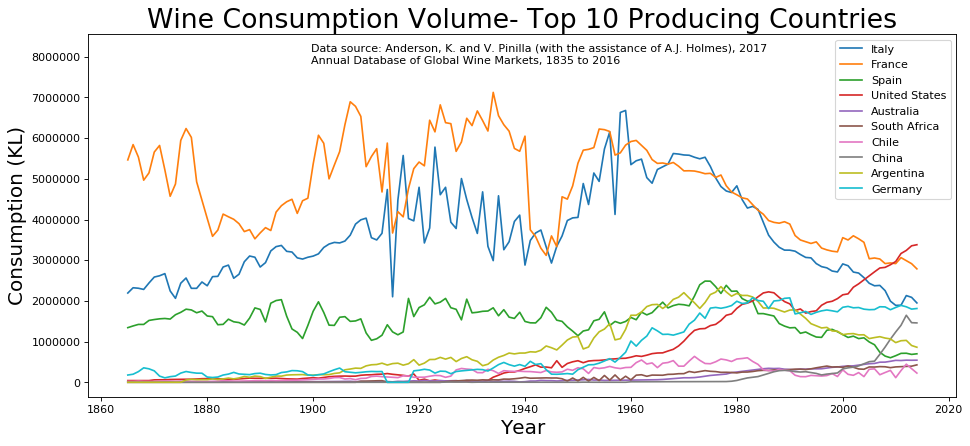 Wine Consumption Volume- Top 10 Producing Countries
Data source: Anderson, K. and V. Pinilla (with the assistance of A.J. Holmes), 2017
Annual Database of Global Wine Markets, 1835 to 2016
Italy
France
Spain
United States
Australia
South Africa
Chile
China
Argentina
Germany
Consumption (KL)
8000000
7000000
6000000
5000000
4000000
3000000
2000000
1000000
0
1860 1880 1900 1920 1940 1960 1980 2000 2020
Year